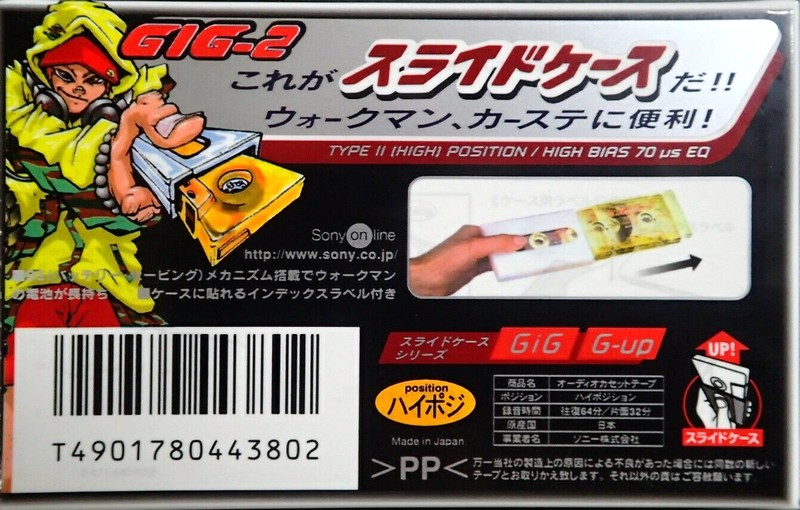 GIG-2
これがスライドケースだ!!
ウォークマン、カーステに便利!
TYPE II (HIGH) POSITION / HIGH BIAS 70 μs EQ
Sony on line
http://www.sony.co.jp/
メカニズム搭載でウォークマン
の電池が長持ち ■ケースに貼れるインデックスラベル付き
スライドケース
シリーズ
GiG
G-up
UP!
スライドケース
position
ハイポジ
商品名 オーディオカセットテープ
ポジション ハイポジション
録音時間 往復64分/片面32分
原産国 日本
事業者名 ソニー株式会社
Made in Japan
>PP<
万一当社の製造上の原因による不良があった場合には同数の新しい
テープとお取りかえ致します。それ以外の責はご容赦願います。
T4901780443802